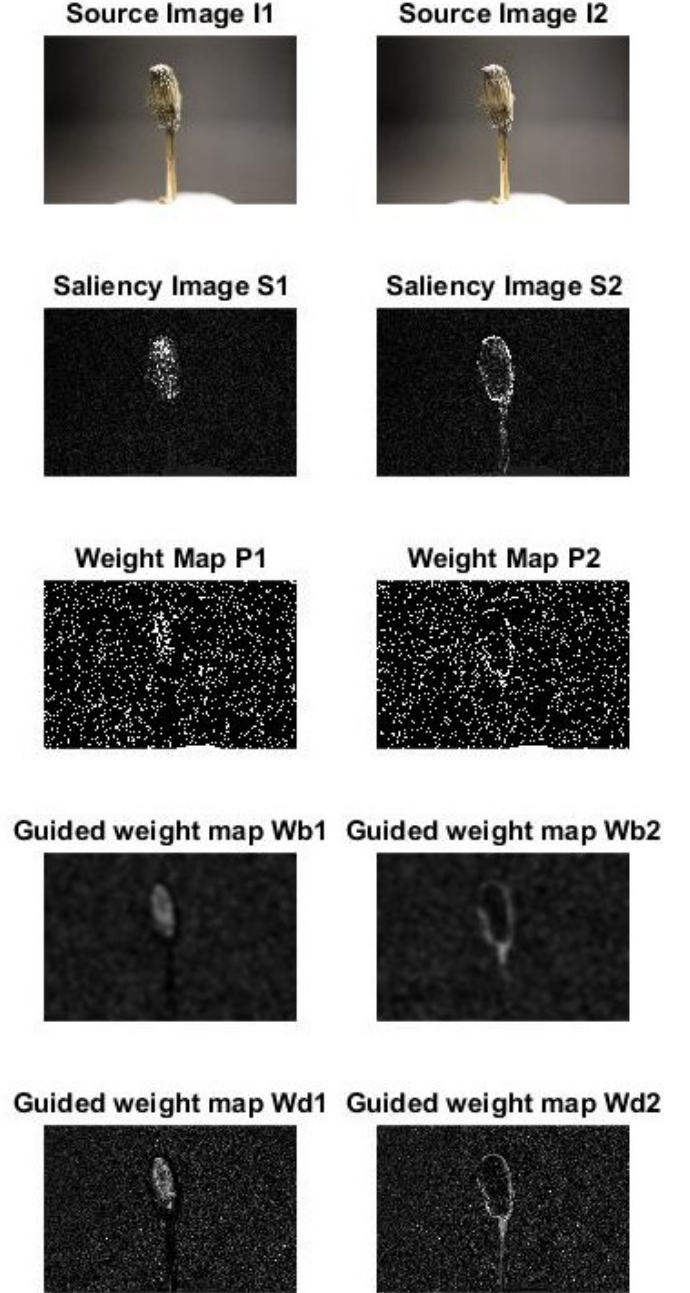 Source Image I1
Source Image I2
Saliency Image S1
Saliency Image S2
Weight Map P1
Weight Map P2
Guided weight map Wb1
Guided weight map Wb2
Guided weight map Wd1
Guided weight map Wd2